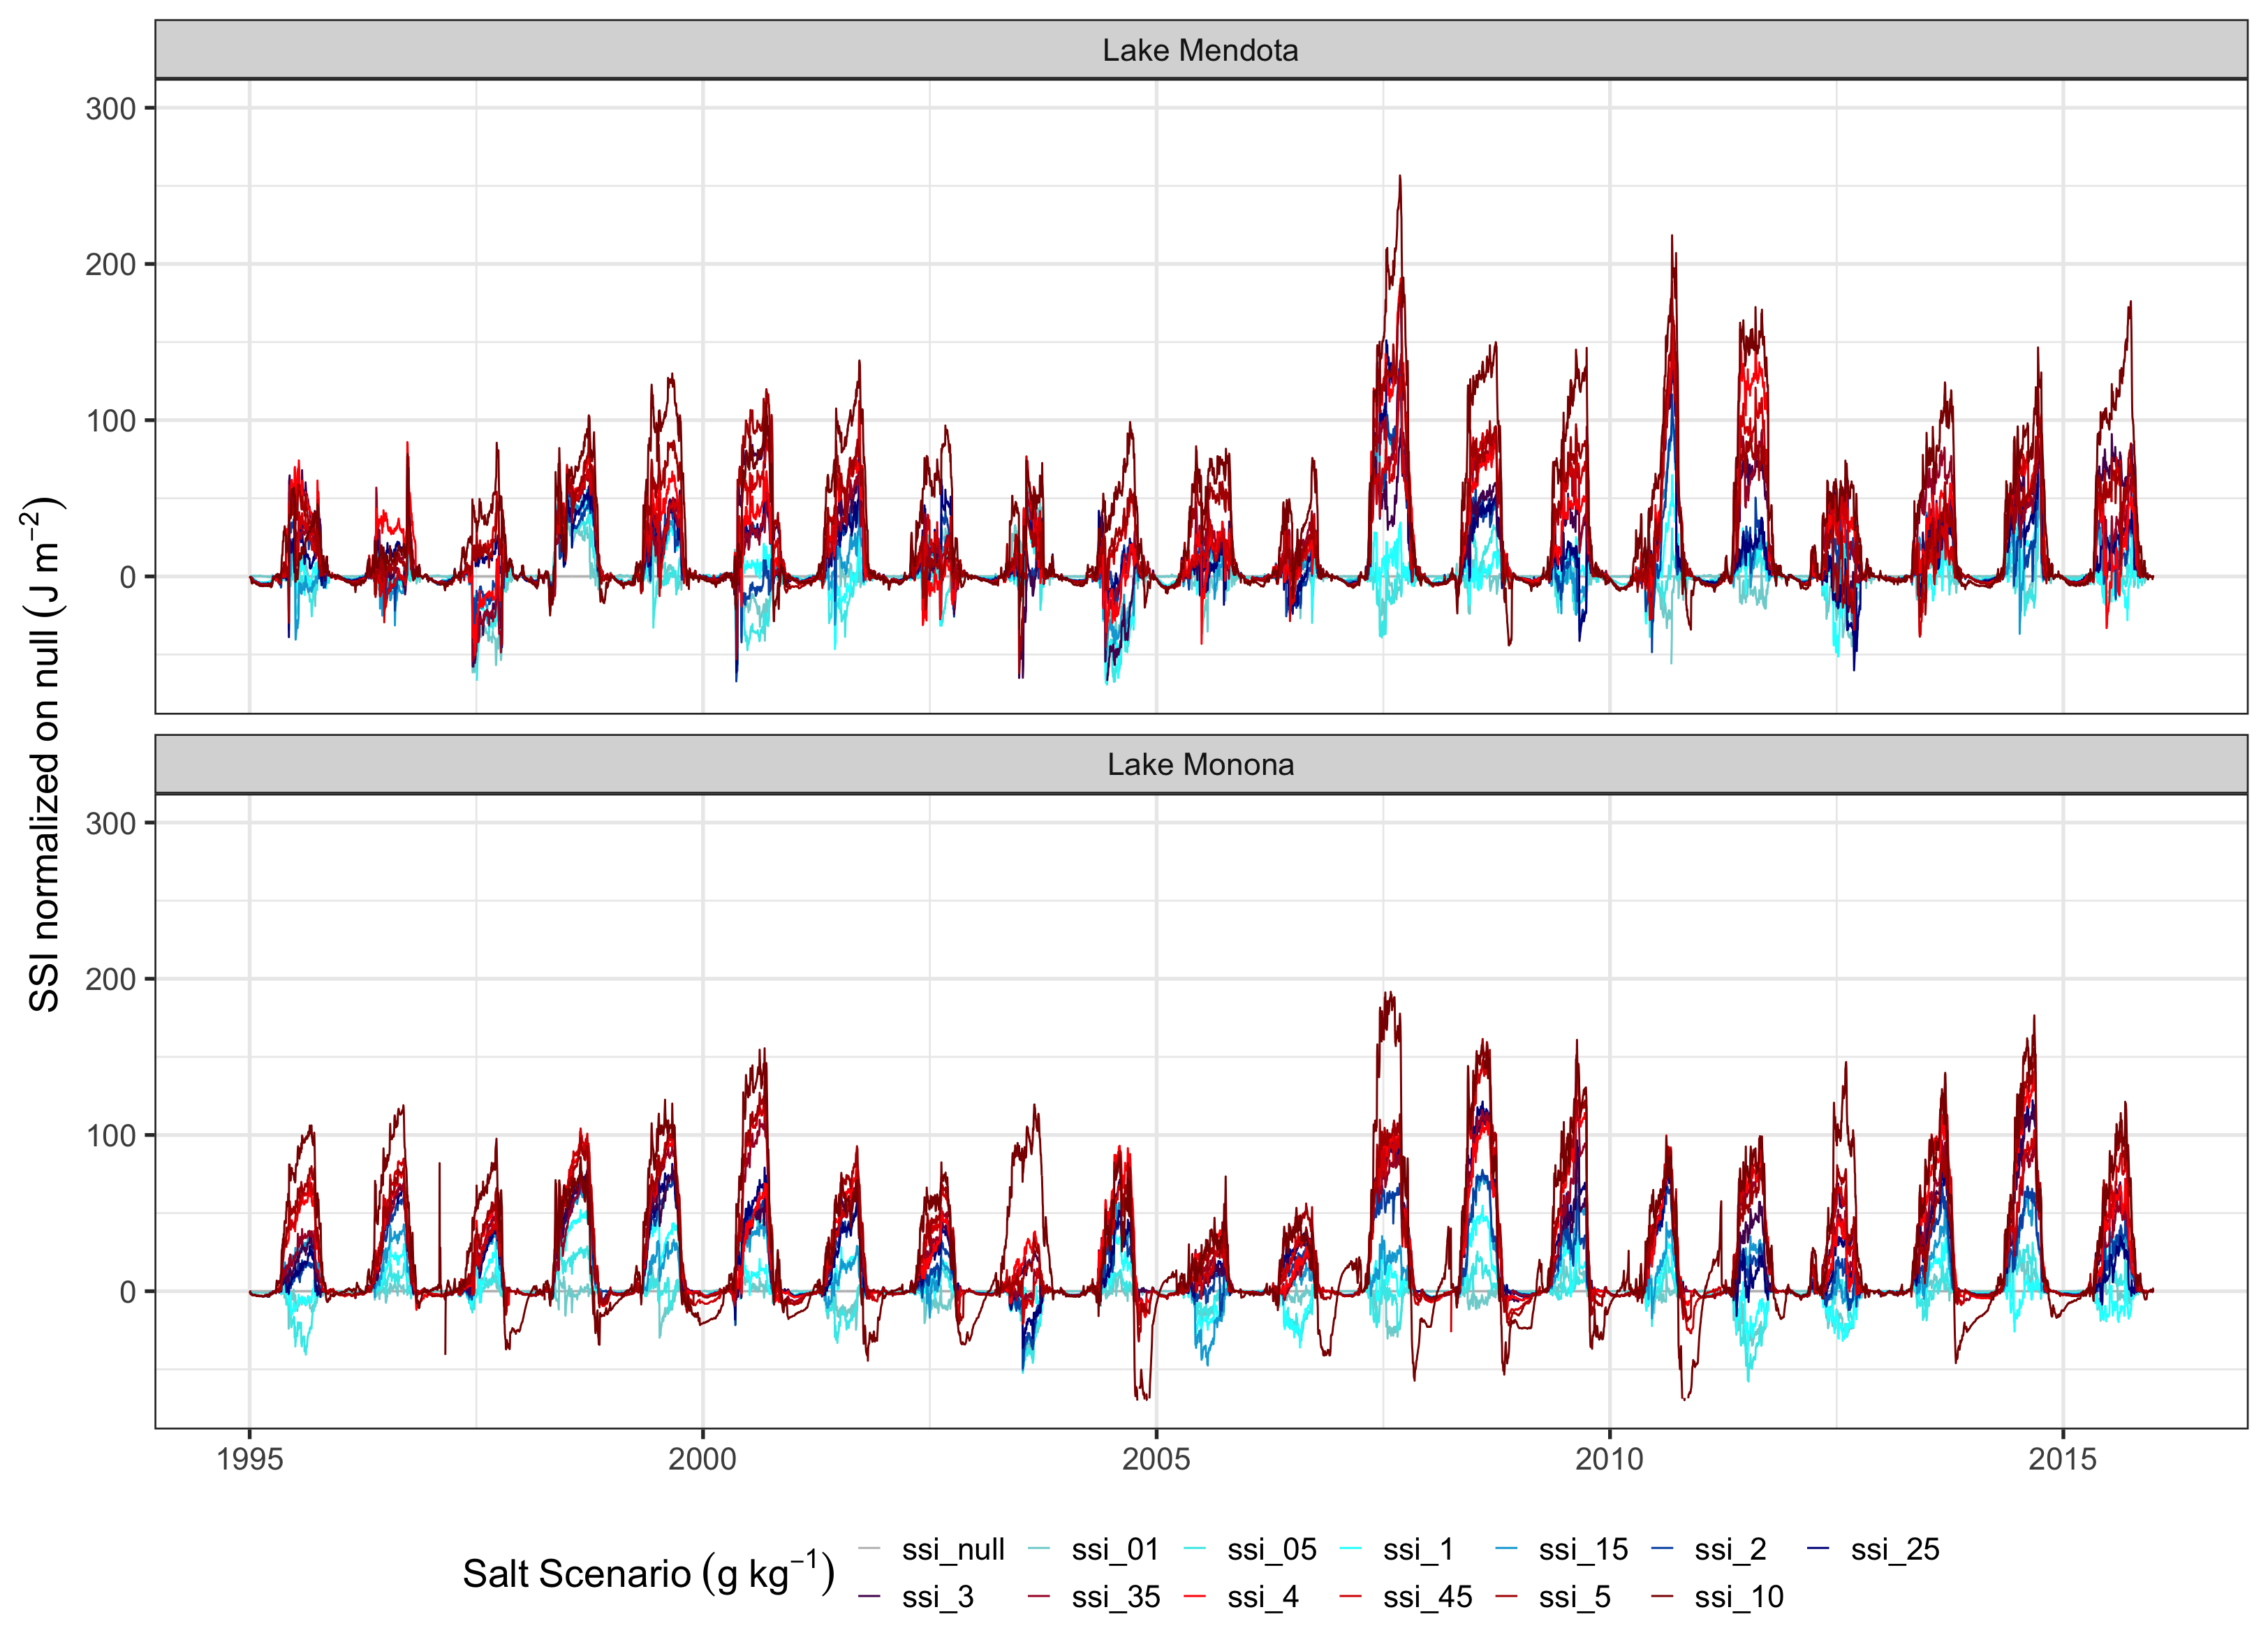 Lake Mendota
300
200
100
0
SSI normalized on null (J m⁻²)
Lake Monona
300
200
100
0
1995 2000 2005 2010 2015
Salt Scenario (g kg⁻¹)
ssi_null ssi_01 ssi_05 ssi_1 ssi_15 ssi_2 ssi_25
ssi_3 ssi_35 ssi_4 ssi_45 ssi_5 ssi_10